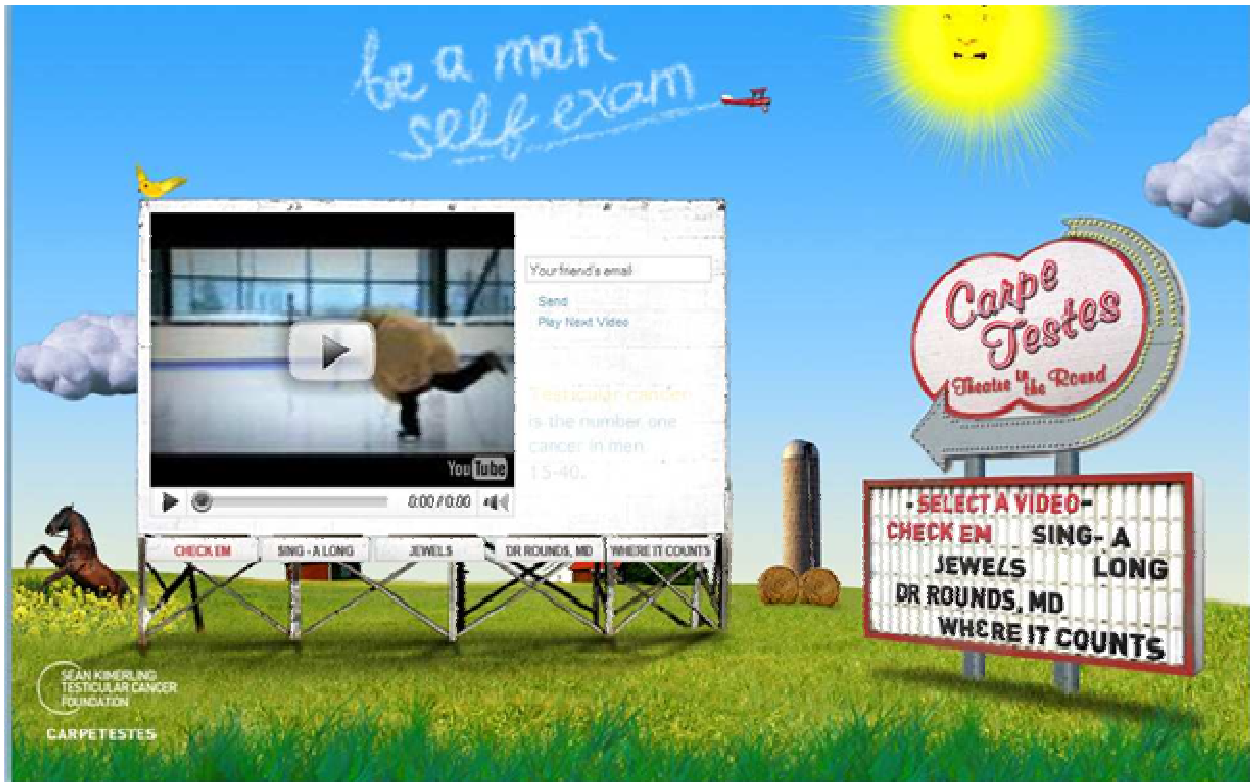 be a man
self exam
Your friend's email
Send
Play Next Video
Testicular cancer
is the number one
cancer in men
15-40.
YouTube
0:00 / 0:00
CHECK EM
SING - A LONG
JEWELS
DR ROUNDS, MD
WHERE IT COUNTS
Carpe
Testes
Theatre in the Round
-SELECT A VIDEO-
CHECK EM SING- A
JEWELS LONG
DR ROUNDS, MD
WHERE IT COUNTS
SEAN KIMERLING
TESTICULAR CANCER
FOUNDATION
CARPETESTES